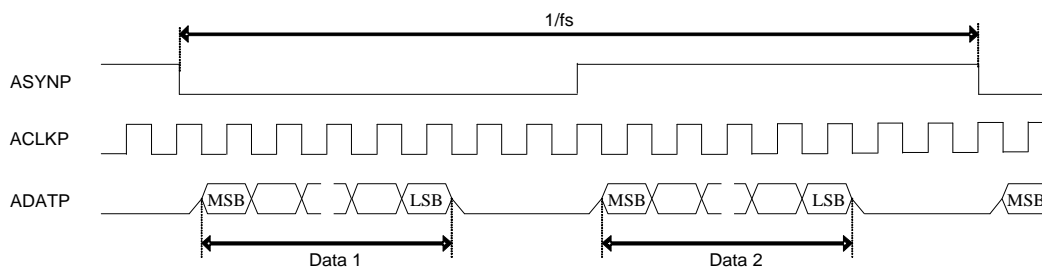 1/fs
ASYNP
ACLKP
ADATP
MSB LSB MSB LSB MSB
Data 1 Data 2